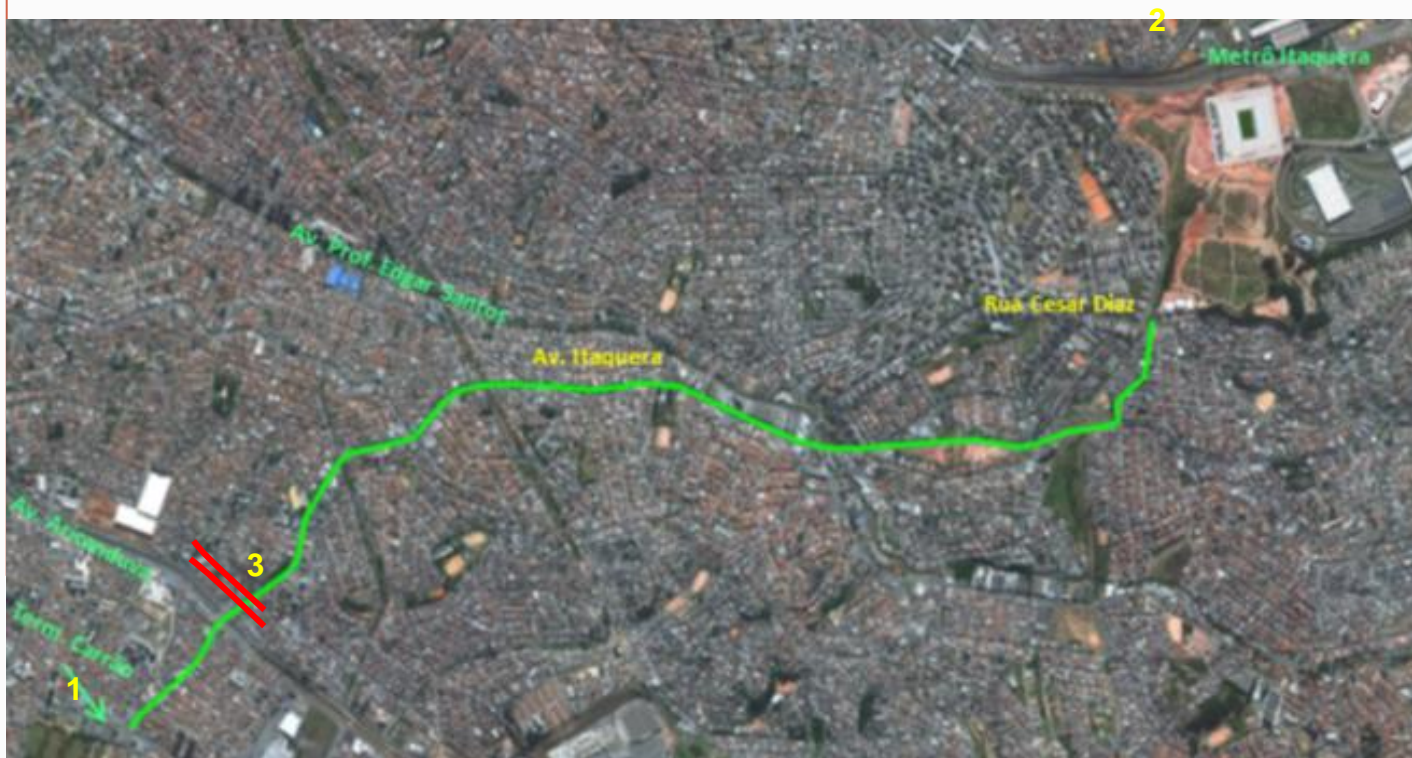 2
Metrô Itaquera
Av. Prof. Edgar Santos
Rua Cesar Diaz
Av. Itaquera
Av. Aricanduva
3
Term. Carrão
1